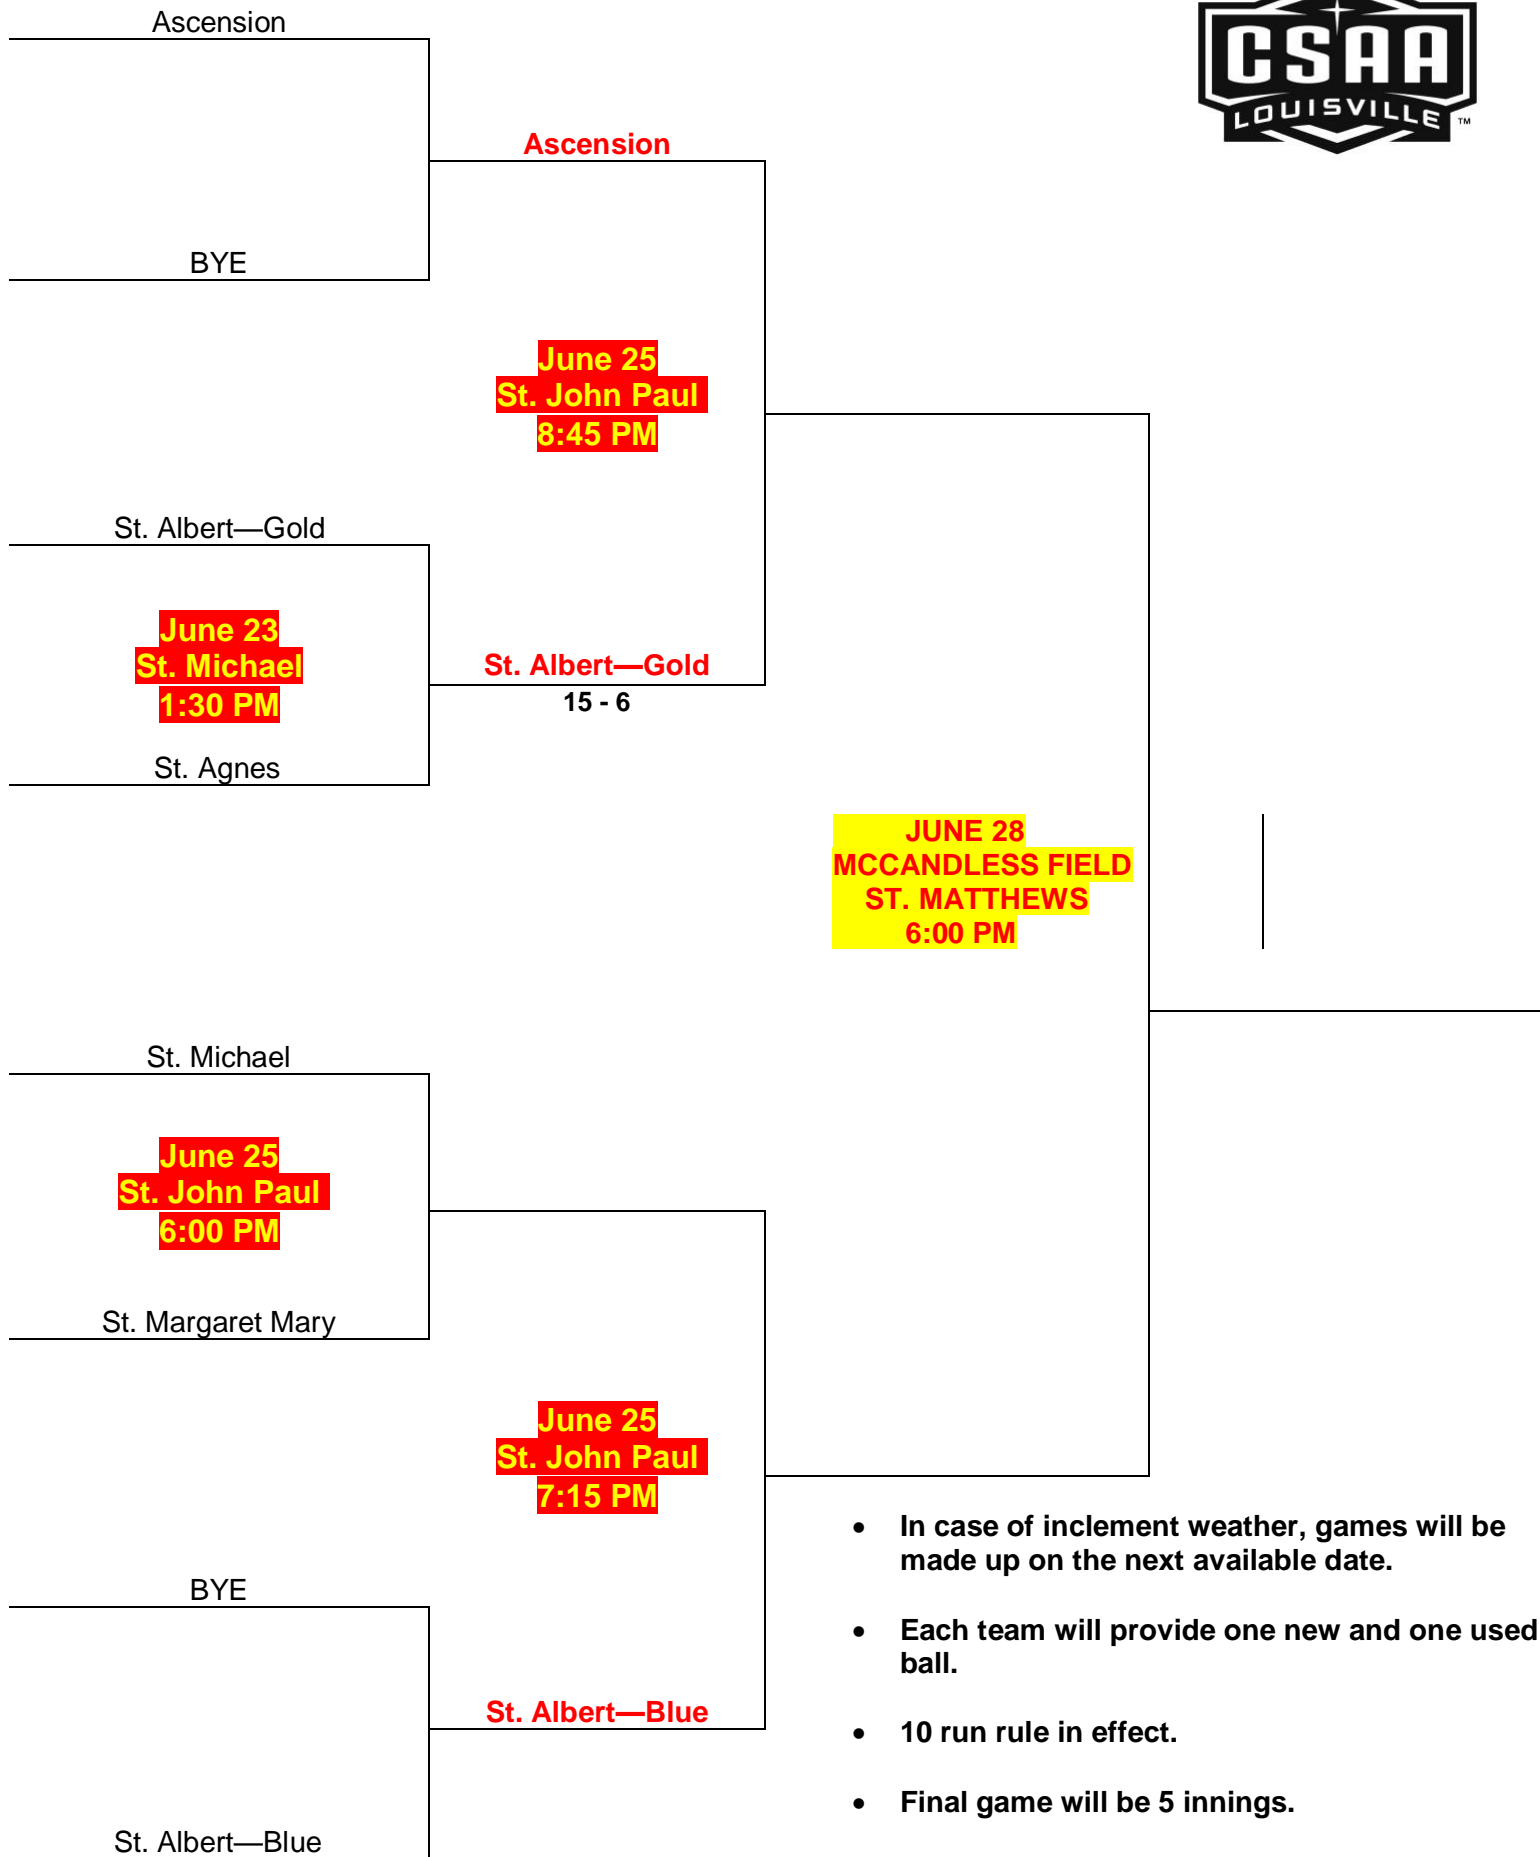 Ascension
CSAA
LOUISVILLE ™
Ascension
BYE
June 25
St. John Paul
8:45 PM
St. Albert—Gold
June 23
St. Michael
1:30 PM
St. Albert—Gold
15 - 6
St. Agnes
JUNE 28
MCCANDLESS FIELD
ST. MATTHEWS
6:00 PM
St. Michael
June 25
St. John Paul
6:00 PM
St. Margaret Mary
June 25
St. John Paul
7:15 PM
BYE
St. Albert—Blue
St. Albert—Blue
• In case of inclement weather, games will be
made up on the next available date.
• Each team will provide one new and one used
ball.
• 10 run rule in effect.
• Final game will be 5 innings.